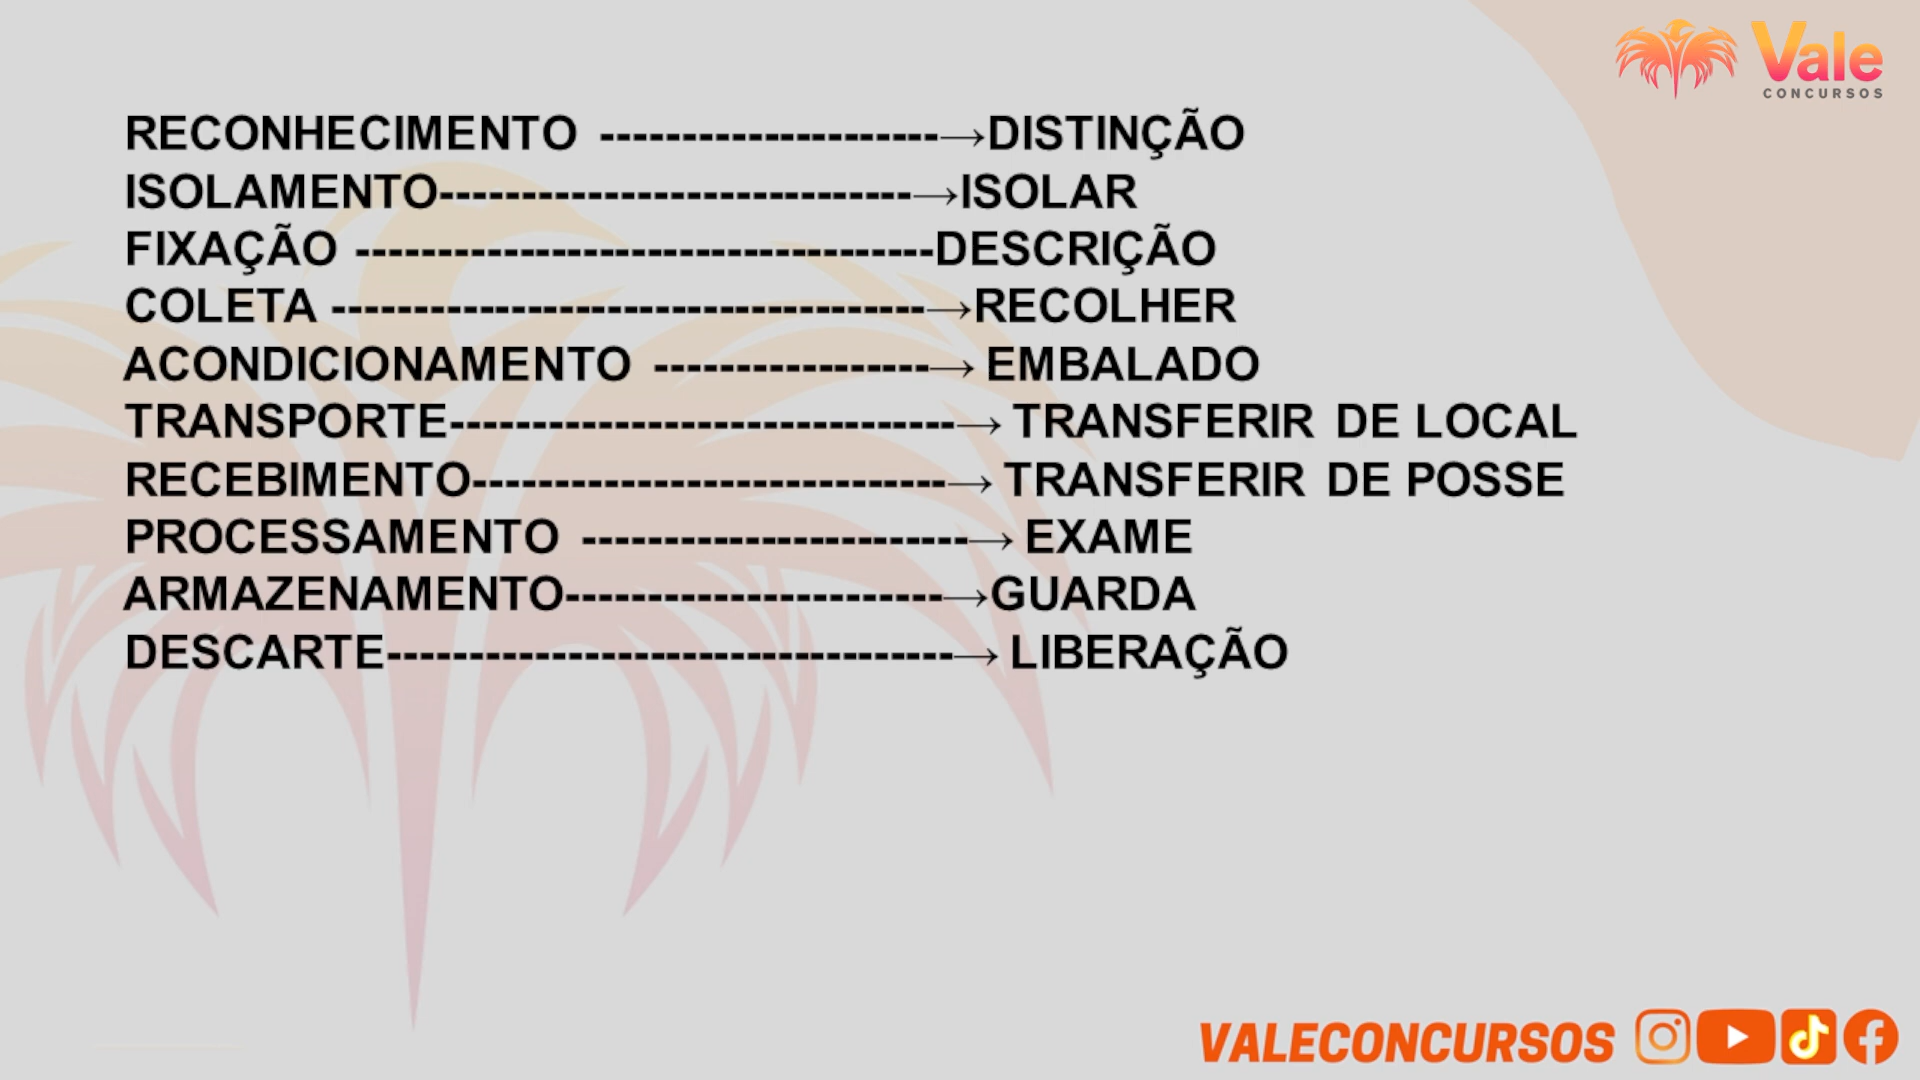 Vale
CONCURSOS
RECONHECIMENTO ---------------------→DISTINÇÃO
ISOLAMENTO-----------------------------→ISOLAR
FIXAÇÃO -----------------------------------DESCRIÇÃO
COLETA ------------------------------------→RECOLHER
ACONDICIONAMENTO -----------------→ EMBALADO
TRANSPORTE-------------------------------→ TRANSFERIR DE LOCAL
RECEBIMENTO-----------------------------→ TRANSFERIR DE POSSE
PROCESSAMENTO ------------------------→ EXAME
ARMAZENAMENTO-----------------------→GUARDA
DESCARTE-----------------------------------→ LIBERAÇÃO
VALECONCURSOS